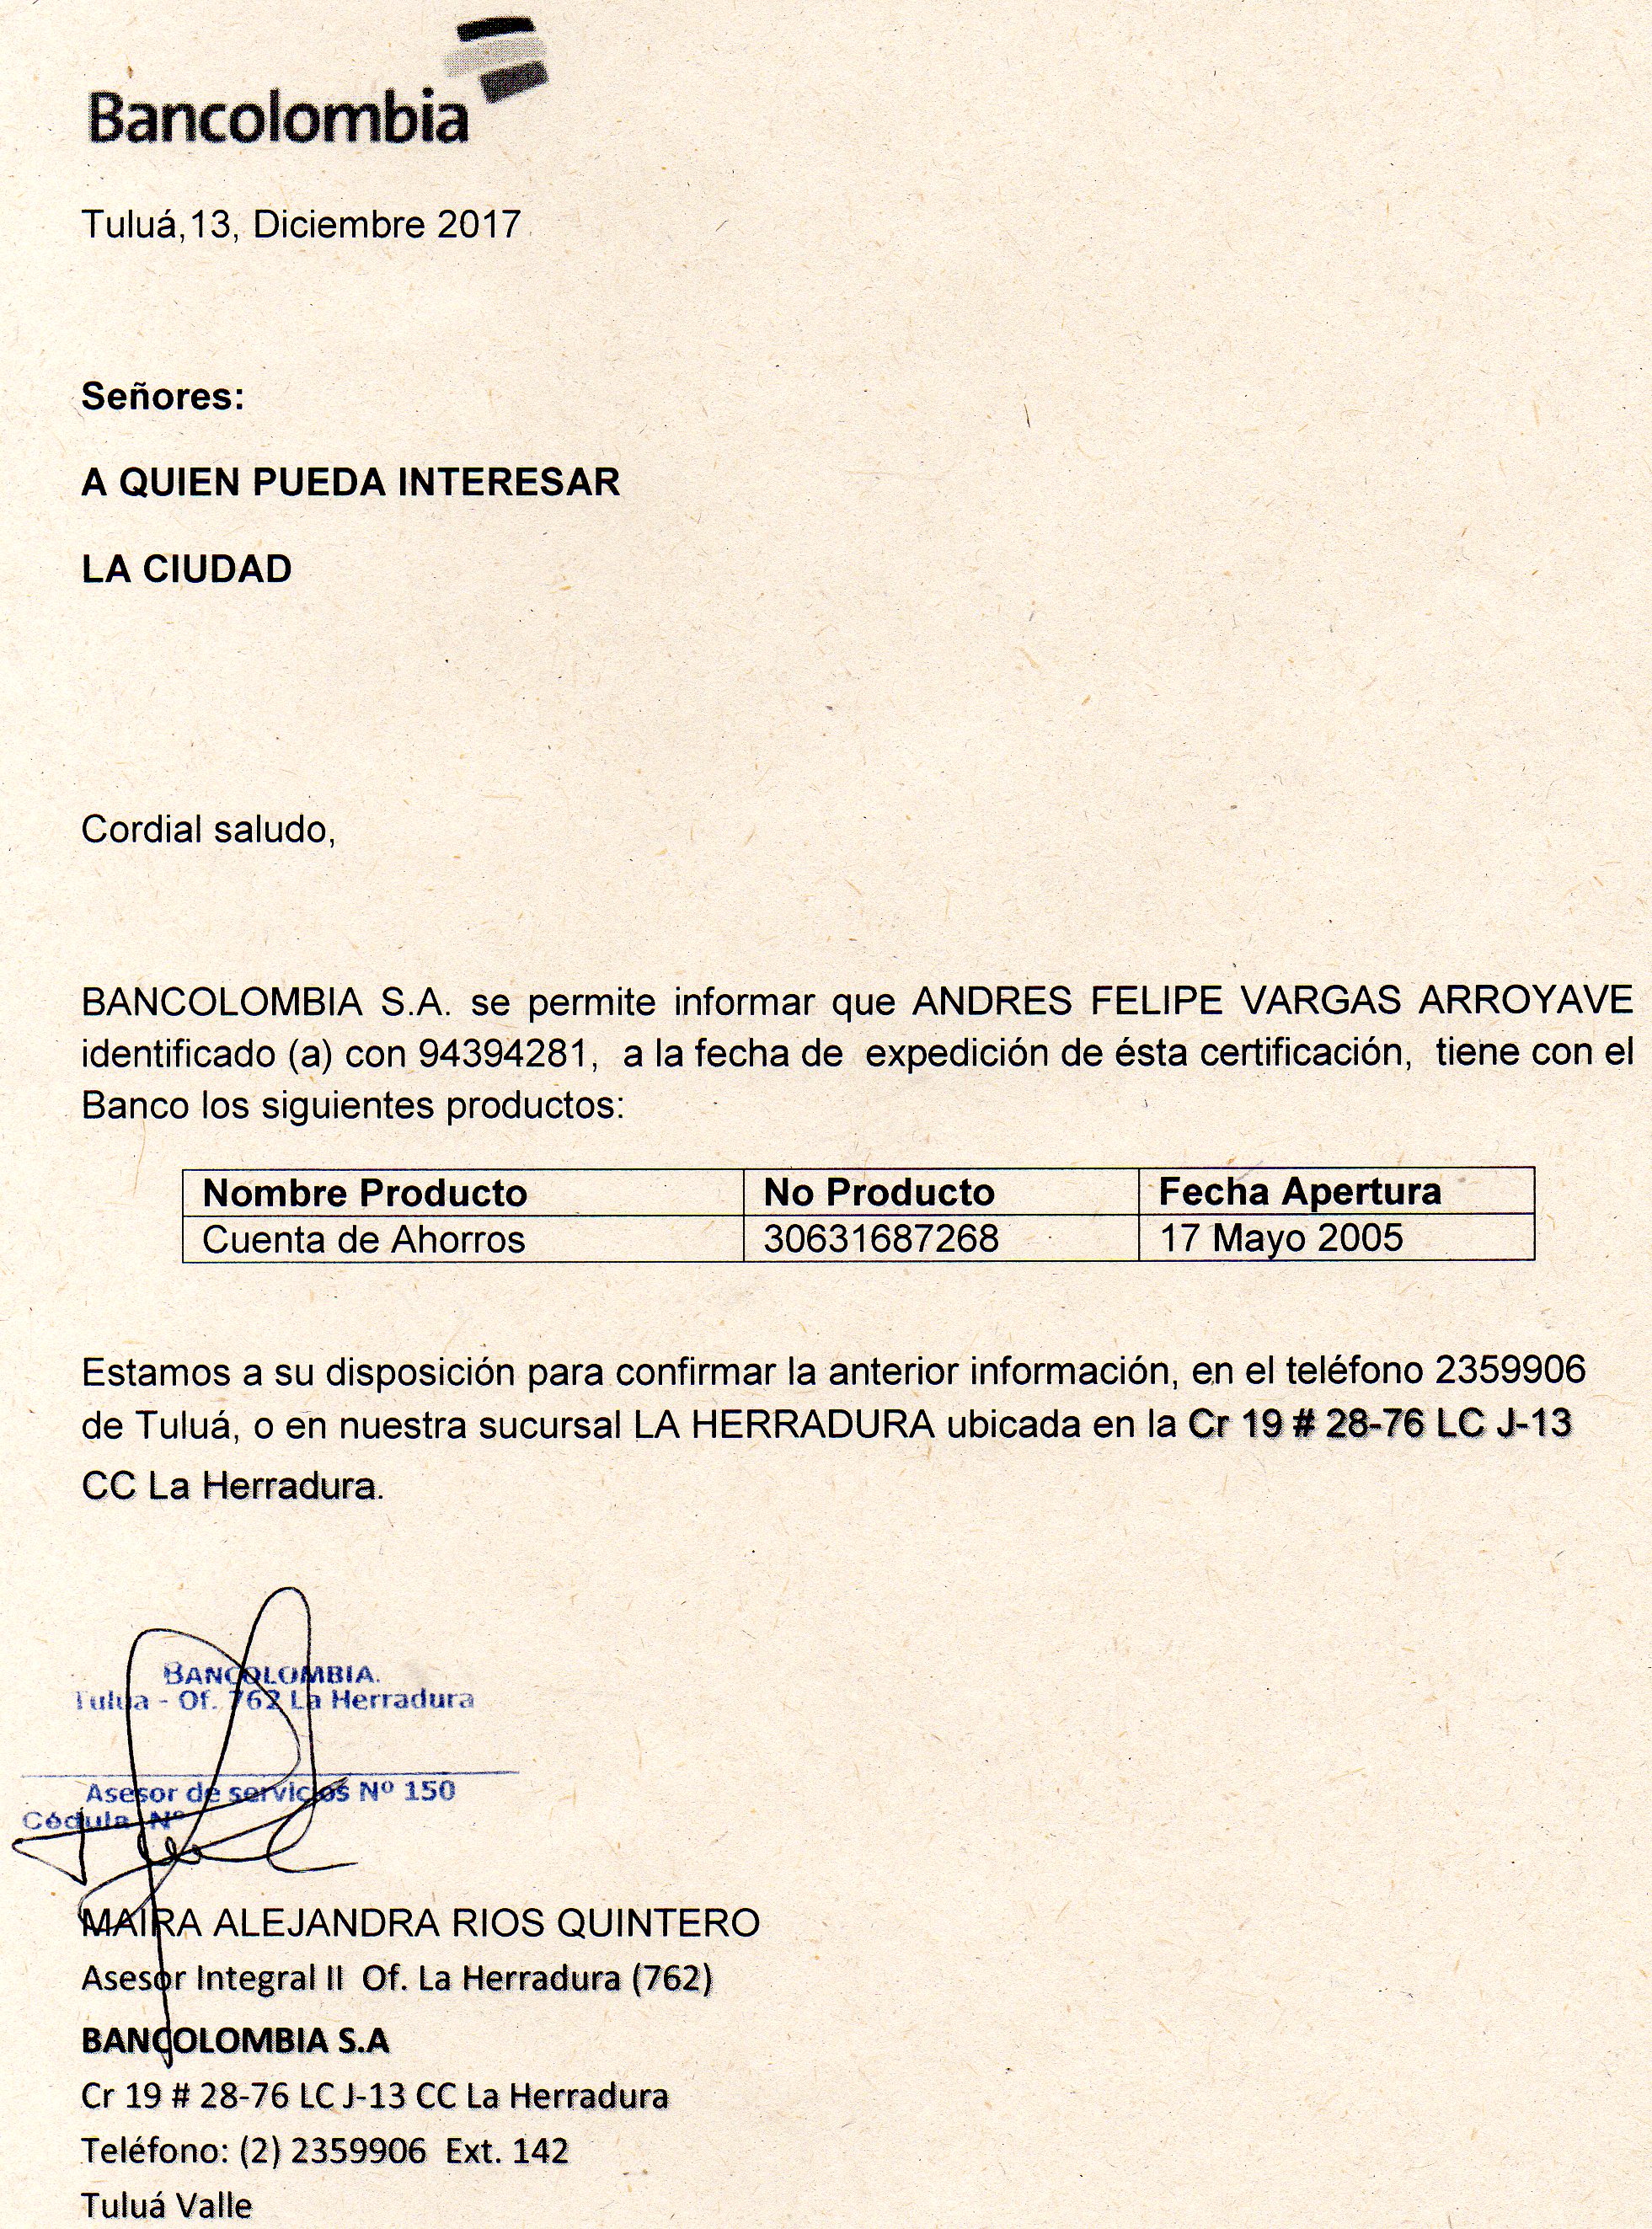 Bancolombia
Tuluá,13, Diciembre 2017
Señores:
A QUIEN PUEDA INTERESAR
LA CIUDAD
Cordial saludo,
BANCOLOMBIA S.A. se permite informar que ANDRES FELIPE VARGAS ARROYAVE
identificado (a) con 94394281, a la fecha de expedición de ésta certificación, tiene con el
Banco los siguientes productos:
Nombre Producto No Producto Fecha Apertura
Cuenta de Ahorros 30631687268 17 Mayo 2005
Estamos a su disposición para confirmar la anterior información, en el teléfono 2359906
de Tuluá, o en nuestra sucursal LA HERRADURA ubicada en la Cr 19 # 28-76 LC J-13
CC La Herradura.
BANCOLOMBIA.
Tulua - Of. 762 La Herradura
Asesor de servicios Nº 150
Cédula Nº
MAIRA ALEJANDRA RIOS QUINTERO
Asesor Integral II Of. La Herradura (762)
BANCOLOMBIA S.A
Cr 19 # 28-76 LC J-13 CC La Herradura
Teléfono: (2) 2359906 Ext. 142
Tuluá Valle